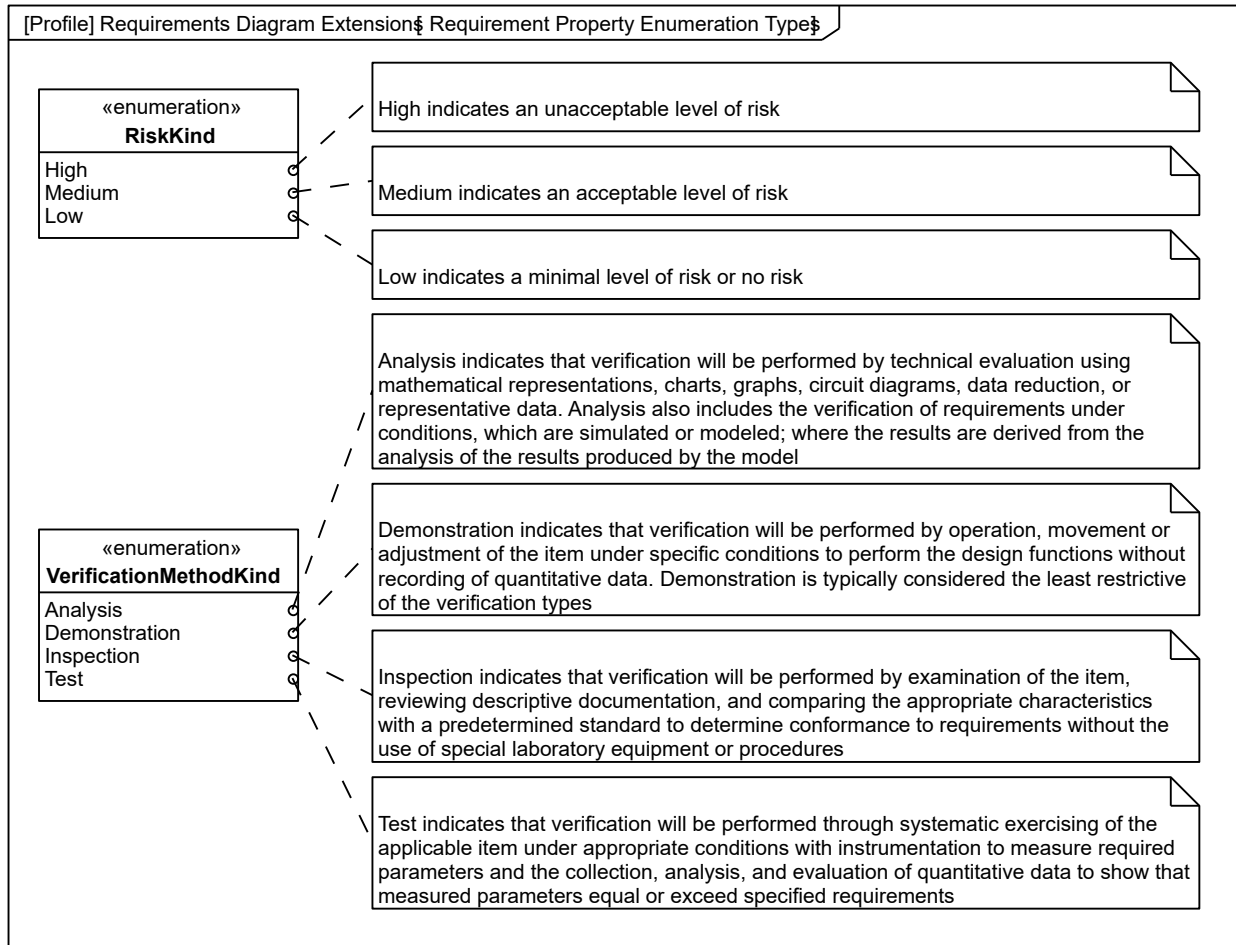 [Profile] Requirements Diagram Extensions[ Requirement Property Enumeration Types]
«enumeration»
RiskKind
High
Medium
Low
High indicates an unacceptable level of risk
Medium indicates an acceptable level of risk
Low indicates a minimal level of risk or no risk
«enumeration»
VerificationMethodKind
Analysis
Demonstration
Inspection
Test
Analysis indicates that verification will be performed by technical evaluation using
mathematical representations, charts, graphs, circuit diagrams, data reduction, or
representative data. Analysis also includes the verification of requirements under
conditions, which are simulated or modeled; where the results are derived from the
analysis of the results produced by the model
Demonstration indicates that verification will be performed by operation, movement or
adjustment of the item under specific conditions to perform the design functions without
recording of quantitative data. Demonstration is typically considered the least restrictive
of the verification types
Inspection indicates that verification will be performed by examination of the item,
reviewing descriptive documentation, and comparing the appropriate characteristics
with a predetermined standard to determine conformance to requirements without the
use of special laboratory equipment or procedures
Test indicates that verification will be performed through systematic exercising of the
applicable item under appropriate conditions with instrumentation to measure required
parameters and the collection, analysis, and evaluation of quantitative data to show that
measured parameters equal or exceed specified requirements